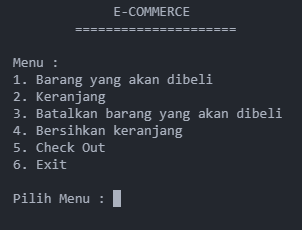 E-COMMERCE
=====================
Menu :
1. Barang yang akan dibeli
2. Keranjang
3. Batalkan barang yang akan dibeli
4. Bersihkan keranjang
5. Check Out
6. Exit
Pilih Menu :